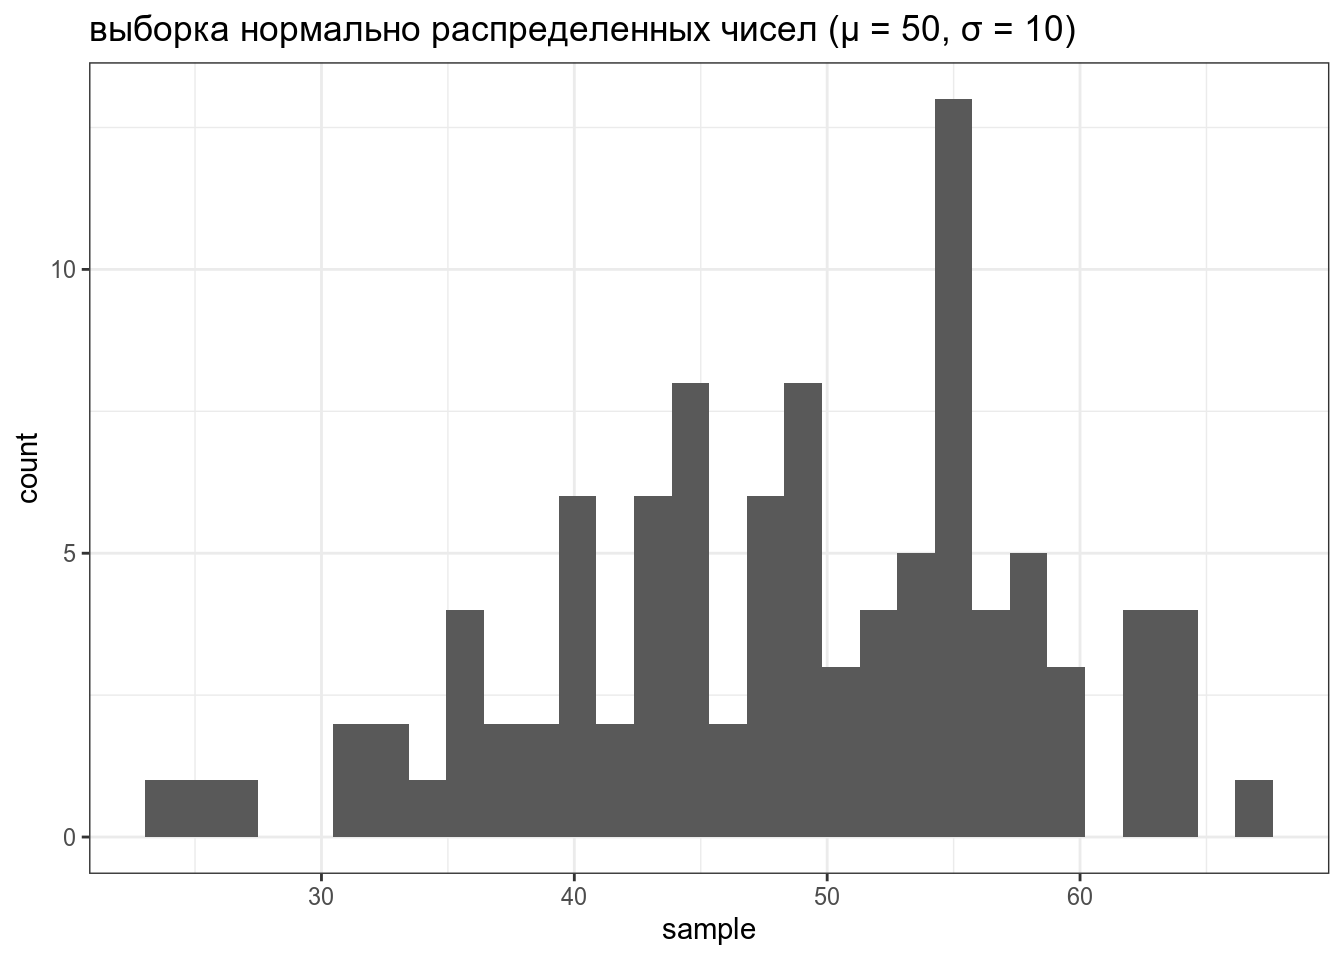 выборка нормально распределенных чисел (μ = 50, σ = 10)
10
5
0
count
30 40 50 60
sample